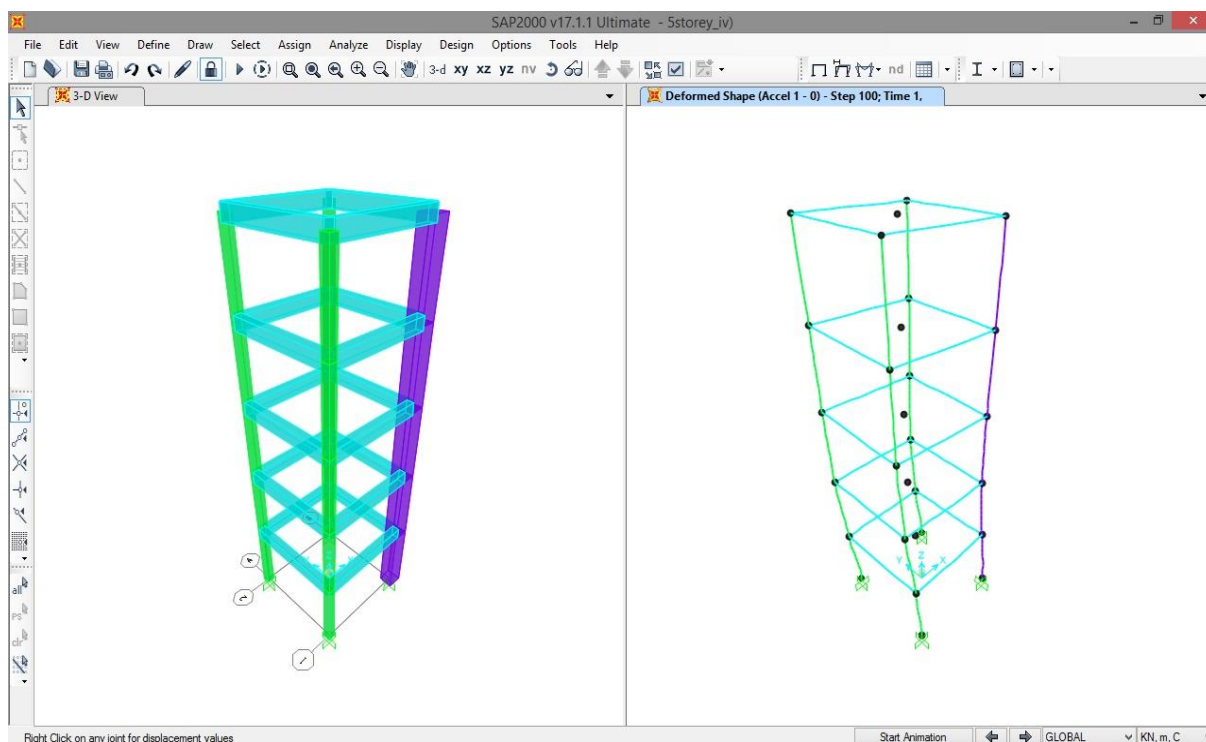 SAP2000 v17.1.1 Ultimate - 5storey_iv)
File Edit View Define Draw Select Assign Analyze Display Design Options Tools Help
3-d xy xz yz nv nd
3-D View
Deformed Shape (Accel 1 - 0) - Step 100; Time 1,
Z
Y X
all
PS
clr
Right Click on any joint for displacement values
Start Animation GLOBAL KN, m, C